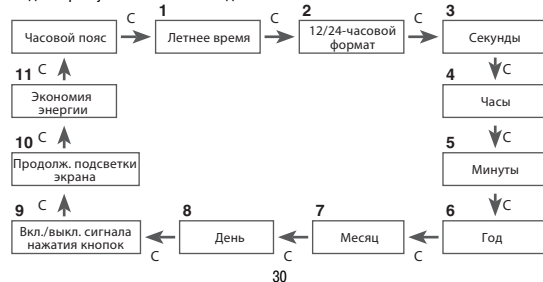 C 1 C 2 C 3
Часовой пояс Летнее время 12/24-часовой формат Секунды
11 C C
4
Экономия энергии Часы
10 C C
5
Продолж. подсветки экрана Минуты
9 C C
8 7 6
Вкл./выкл. сигнала нажатия кнопок День Месяц Год
C C C
30